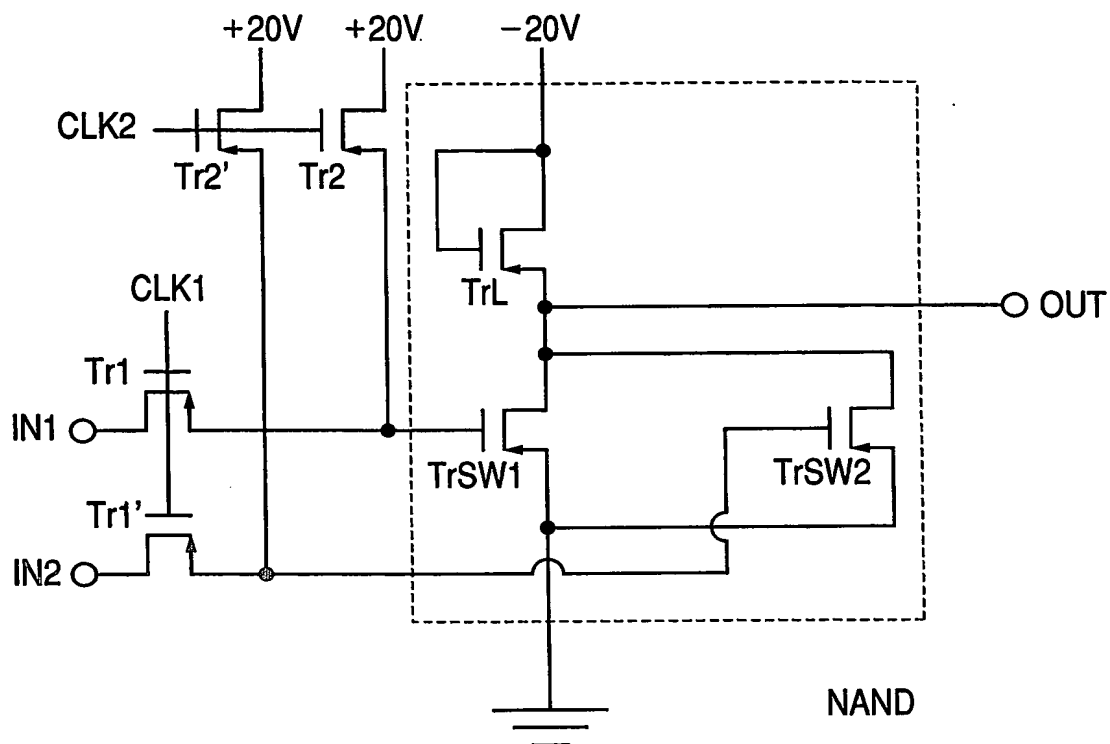 +20V +20V −20V
CLK2
Tr2' Tr2
CLK1
TrL
OUT
Tr1
IN1
TrSW1 TrSW2
Tr1'
IN2
NAND